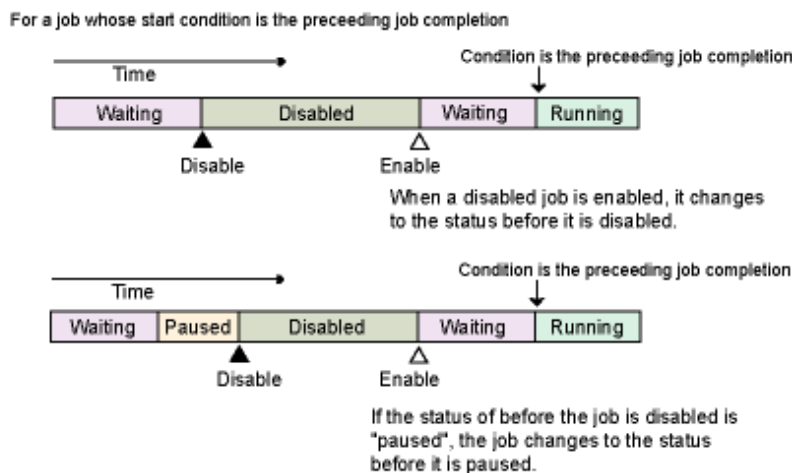 For a job whose start condition is the preceeding job completion
Condition is the preceeding job completion
Time
Waiting Disabled Waiting Running
Disable Enable
When a disabled job is enabled, it changes
to the status before it is disabled.
Condition is the preceeding job completion
Time
Waiting Paused Disabled Waiting Running
Disable Enable
If the status of before the job is disabled is
"paused", the job changes to the status
before it is paused.